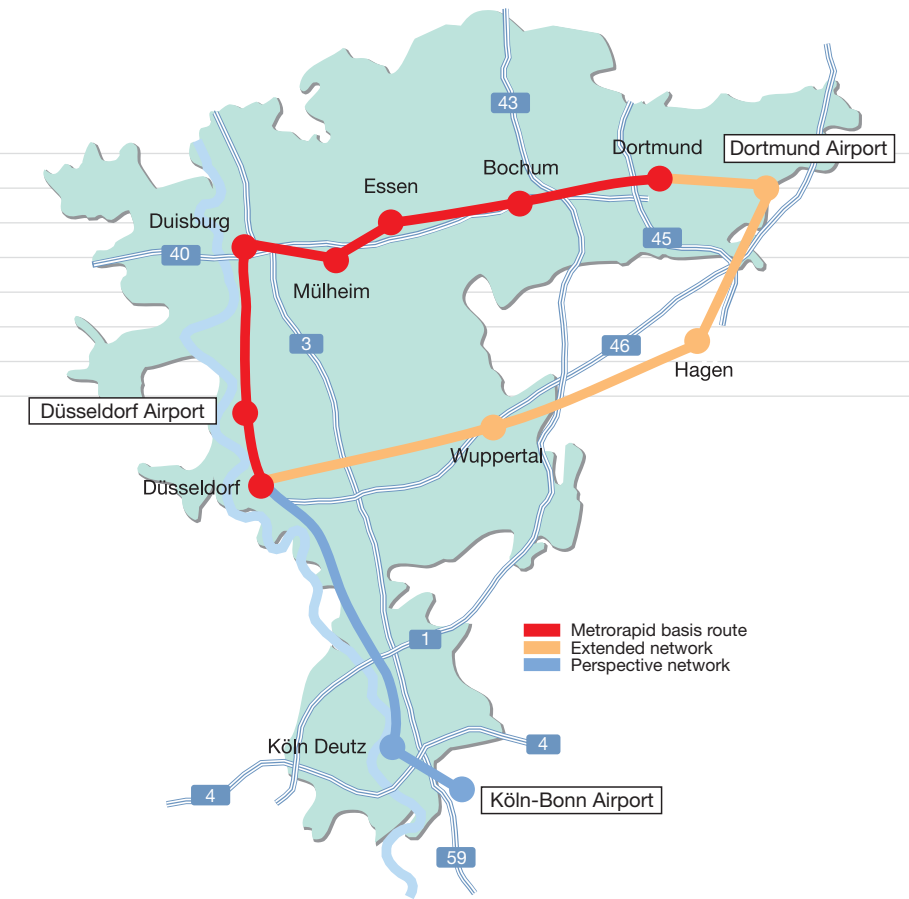 43
Dortmund
Dortmund Airport
Bochum
Essen
Duisburg
45
40
Mülheim
3
46
Hagen
Düsseldorf Airport
Wuppertal
Düsseldorf
Metrorapid basis route
1
Extended network
Perspective network
Köln Deutz
4
4
Köln-Bonn Airport
59